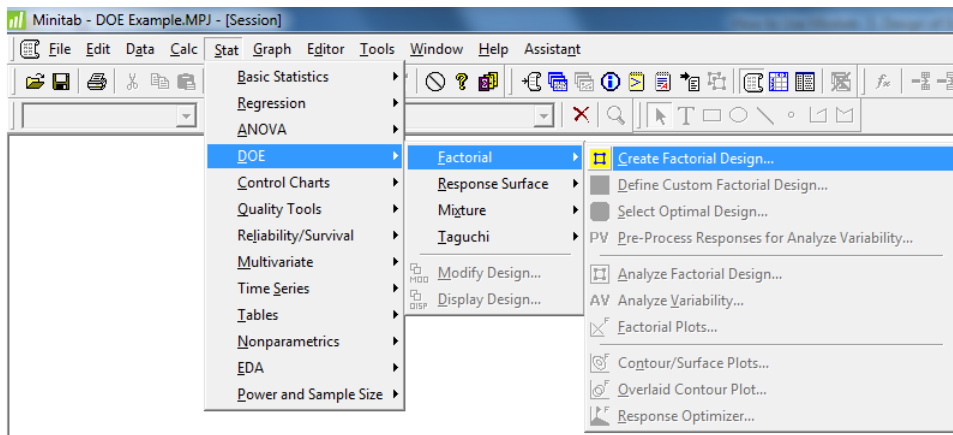 Minitab - DOE Example.MPJ - [Session]
File Edit Data Calc Stat Graph Editor Tools Window Help Assistant
Basic Statistics
Regression
ANOVA
DOE
Control Charts
Quality Tools
Reliability/Survival
Multivariate
Time Series
Tables
Nonparametrics
EDA
Power and Sample Size
Factorial
Response Surface
Mixture
Taguchi
MOD Modify Design...
DISP Display Design...
Create Factorial Design...
Define Custom Factorial Design...
Select Optimal Design...
PV Pre-Process Responses for Analyze Variability...
Analyze Factorial Design...
AV Analyze Variability...
F Factorial Plots...
F Contour/Surface Plots...
F Overlaid Contour Plot...
F Response Optimizer...